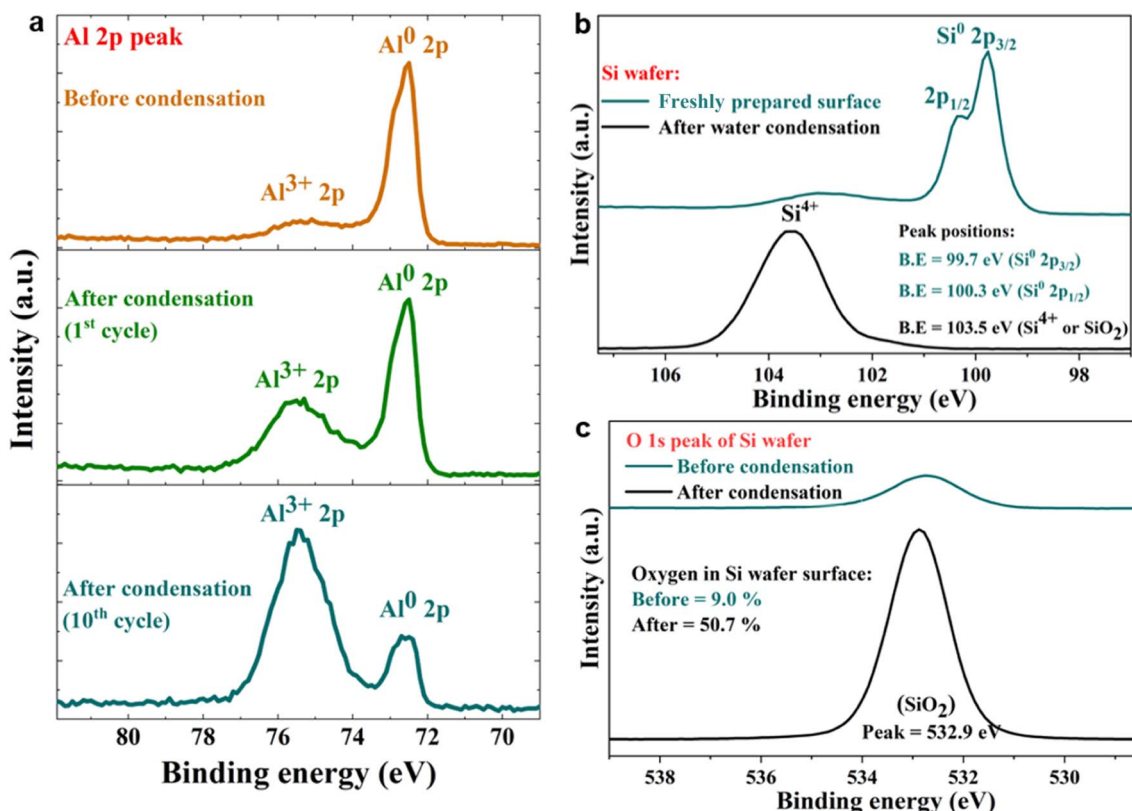 a
Al 2p peak
Al⁰ 2p
Before condensation
Al³⁺ 2p
After condensation
(1ˢᵗ cycle)
Al⁰ 2p
Al³⁺ 2p
After condensation
(10ᵗʰ cycle)
Al³⁺ 2p
Al⁰ 2p
Intensity (a.u.)
80 78 76 74 72 70
Binding energy (eV)
b
Si wafer:
Freshly prepared surface
After water condensation
Si⁰ 2p₃/₂
2p₁/₂
Si⁴⁺
Peak positions:
B.E = 99.7 eV (Si⁰ 2p₃/₂)
B.E = 100.3 eV (Si⁰ 2p₁/₂)
B.E = 103.5 eV (Si⁴⁺ or SiO₂)
Intensity (a.u.)
106 104 102 100 98
Binding energy (eV)
c
O 1s peak of Si wafer
Before condensation
After condensation
Oxygen in Si wafer surface:
Before = 9.0 %
After = 50.7 %
(SiO₂)
Peak = 532.9 eV
Intensity (a.u.)
538 536 534 532 530
Binding energy (eV)